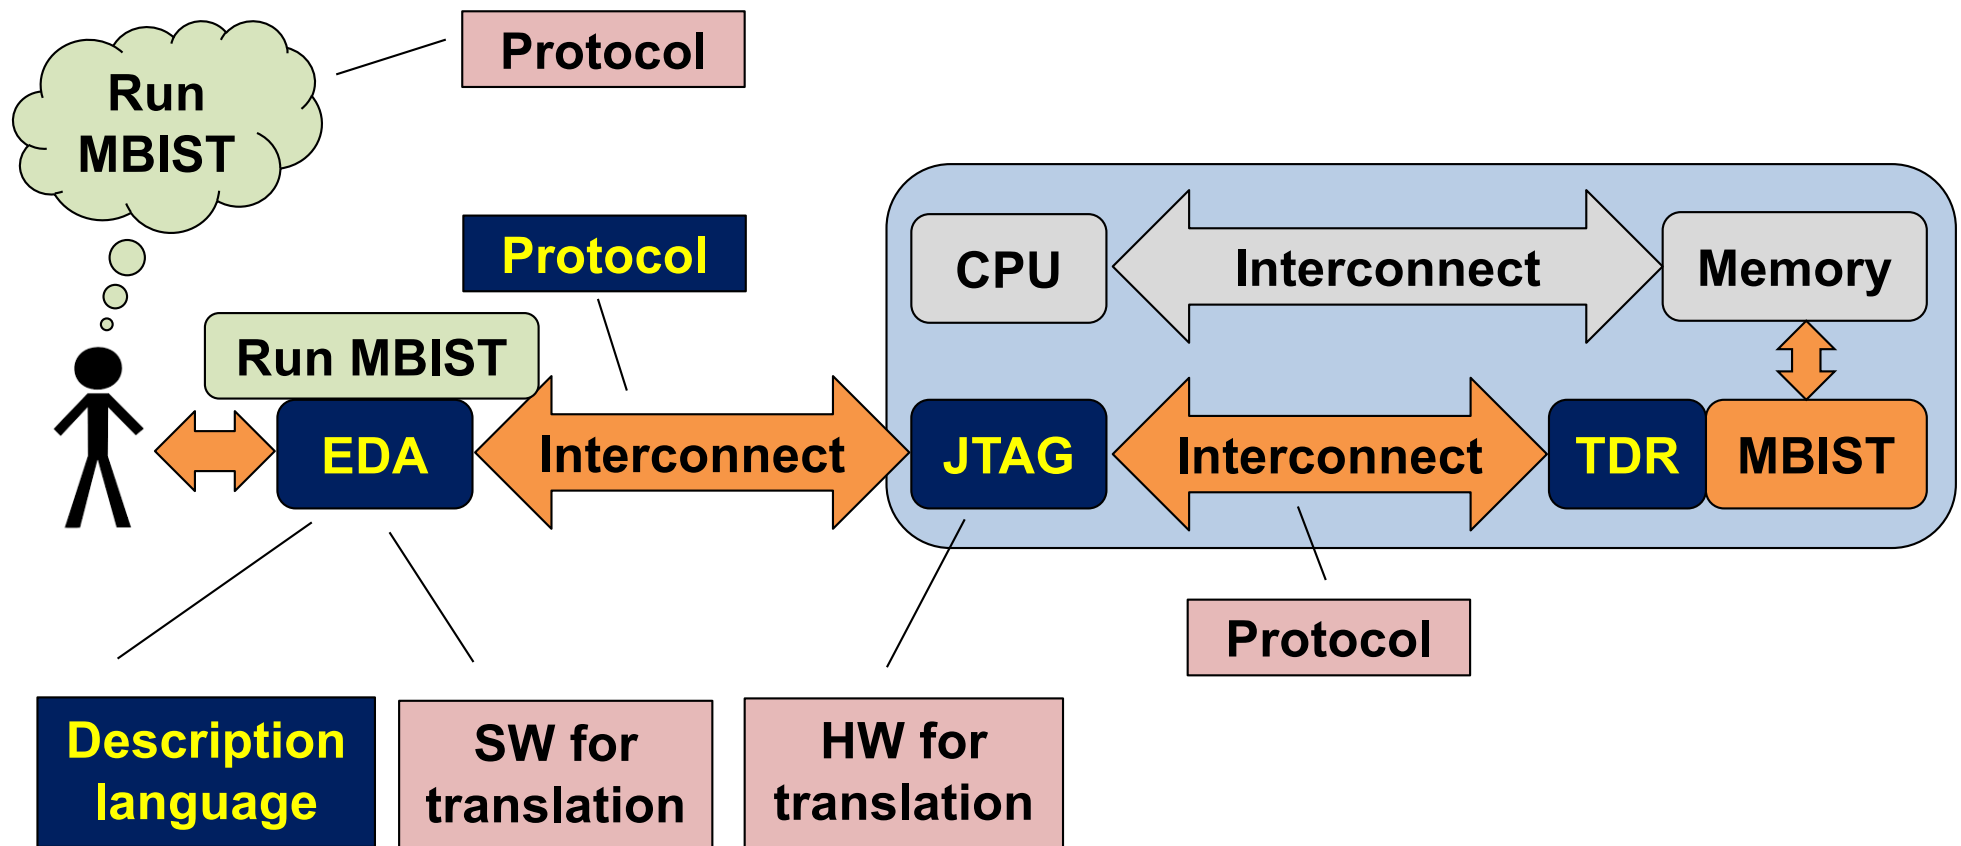 Protocol
Run
MBIST
Protocol
CPU
Interconnect
Memory
Run MBIST
EDA
Interconnect
JTAG
Interconnect
TDR
MBIST
Protocol
Description
language
SW for
translation
HW for
translation